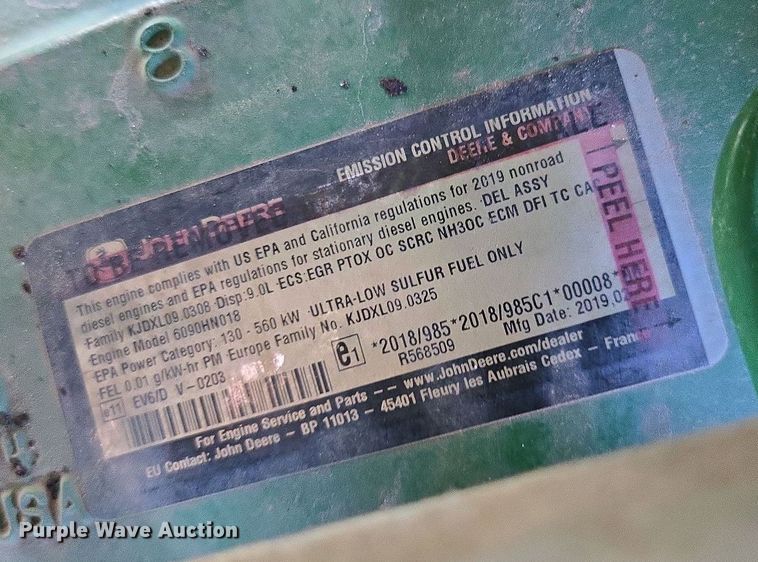 8
EMISSION CONTROL INFORMATION
DEERE & COMPANY
JOHN DEERE
TO BE REMOVED
PEEL HERE
This engine complies with US EPA and California regulations for 2019 nonroad
diesel engines and EPA regulations for stationary diesel engines. DEL ASSY
Family KJDXL09.0308 Disp:9.0L ECS:EGR PTOX OC SCRC NH3OC ECM DFI TC CAC
Engine Model 6090HN018
EPA Power Category: 130 - 560 kW ULTRA-LOW SULFUR FUEL ONLY
FEL 0.01 g/kW-hr PM Europe Family No. KJDXL09.0325
e11 EV6/D V-0203
e1 *2018/985*2018/985C1*00008*
R568509 Mfg Date: 2019.
For Engine Service and Parts -- www.JohnDeere.com/dealer
EU Contact: John Deere - BP 11013 - 45401 Fleury les Aubrais Cedex - France
USA
Purple Wave Auction